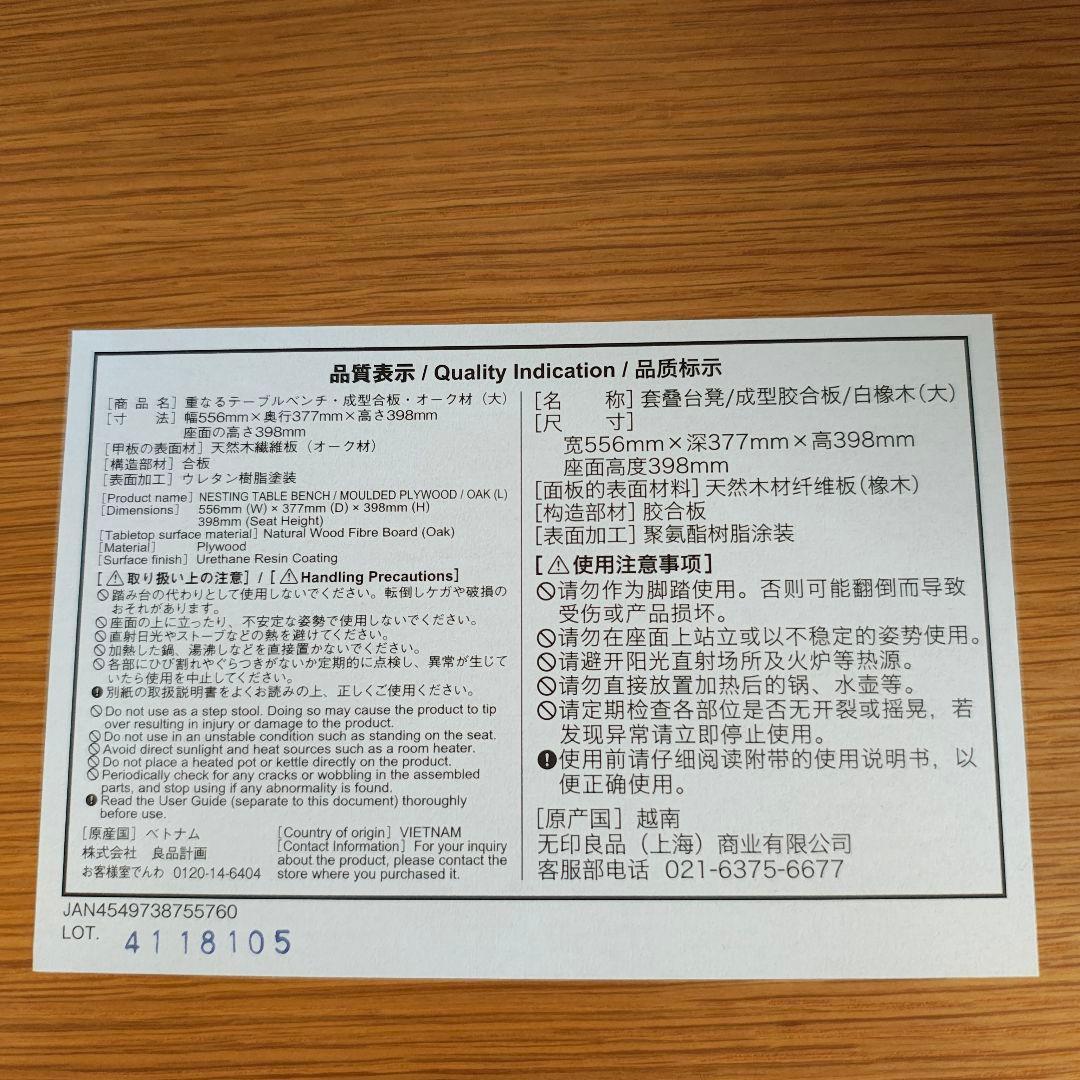 品質表示 / Quality Indication / 品质标示
[商 品 名] 重なるテーブルベンチ・成型合板・オーク材（大）
[寸 法] 幅556mm×奥行377mm×高さ398mm
座面の高さ398mm
[甲板の表面材] 天然木繊維板（オーク材）
[構造部材] 合板
[表面加工] ウレタン樹脂塗装
[Product name] NESTING TABLE BENCH / MOULDED PLYWOOD / OAK (L)
[Dimensions] 556mm (W) × 377mm (D) × 398mm (H)
398mm (Seat Height)
[Tabletop surface material] Natural Wood Fibre Board (Oak)
[Material] Plywood
[Surface finish] Urethane Resin Coating
[⚠取り扱い上の注意] / [⚠Handling Precautions]
踏み台の代わりとして使用しないでください。転倒しケガや破損の
おそれがあります。
座面の上に立ったり、不安定な姿勢で使用しないでください。
直射日光やストーブなどの熱を避けてください。
加熱した鍋、湯沸しなどを直接置かないでください。
各部にひび割れやぐらつきがないか定期的に点検し、異常が生じて
いたら使用を中止してください。
別紙の取扱説明書をよくお読みの上、正しくご使用ください。
Do not use as a step stool. Doing so may cause the product to tip
over resulting in injury or damage to the product.
Do not use in an unstable condition such as standing on the seat.
Avoid direct sunlight and heat sources such as a room heater.
Do not place a heated pot or kettle directly on the product.
Periodically check for any cracks or wobbling in the assembled
parts, and stop using if any abnormality is found.
Read the User Guide (separate to this document) thoroughly
before use.
[原産国] ベトナム
株式会社 良品計画
お客様室でんわ 0120-14-6404
[Country of origin] VIETNAM
[Contact Information] For your inquiry
about the product, please contact the
store where you purchased it.
[名 称] 套叠台凳/成型胶合板/白橡木(大)
[尺 寸]
宽556mm×深377mm×高398mm
座面高度398mm
[面板的表面材料] 天然木材纤维板(橡木)
[构造部材] 胶合板
[表面加工] 聚氨酯树脂涂装
[⚠使用注意事项]
请勿作为脚踏使用。否则可能翻倒而导致
受伤或产品损坏。
请勿在座面上站立或以不稳定的姿势使用。
请避开阳光直射场所及火炉等热源。
请勿直接放置加热后的锅、水壶等。
请定期检查各部位是否无开裂或摇晃，若
发现异常请立即停止使用。
使用前请仔细阅读附带的使用说明书，以
便正确使用。
[原产国] 越南
无印良品（上海）商业有限公司
客服部电话 021-6375-6677
JAN4549738755760
LOT. 4118105